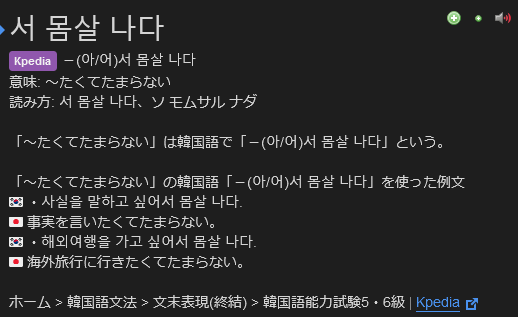 서 몸살 나다
Kpedia －(아/어)서 몸살 나다
意味: ～たくてたまらない
読み方: 서 몸살 나다、ソ モムサル ナダ
「～たくてたまらない」は韓国語で「－(아/어)서 몸살 나다」という。
「～たくてたまらない」の韓国語「－(아/어)서 몸살 나다」を使った例文
・사실을 말하고 싶어서 몸살 나다.
事実を言いたくてたまらない。
・해외여행을 가고 싶어서 몸살 나다.
海外旅行に行きたくてたまらない。
ホーム > 韓国語文法 > 文末表現(終結) > 韓国語能力試験5・6級 | Kpedia